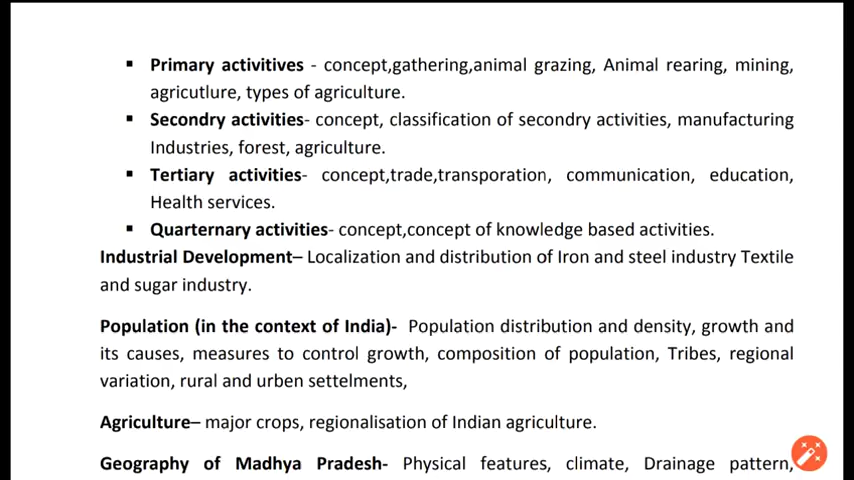 ▪ Primary activitives - concept,gathering,animal grazing, Animal rearing, mining,
agricutlure, types of agriculture.
▪ Secondry activities- concept, classification of secondry activities, manufacturing
Industries, forest, agriculture.
▪ Tertiary activities- concept,trade,transporation, communication, education,
Health services.
▪ Quarternary activities- concept,concept of knowledge based activities.
Industrial Development– Localization and distribution of Iron and steel industry Textile
and sugar industry.
Population (in the context of India)- Population distribution and density, growth and
its causes, measures to control growth, composition of population, Tribes, regional
variation, rural and urben settelments,
Agriculture– major crops, regionalisation of Indian agriculture.
Geography of Madhya Pradesh- Physical features, climate, Drainage pattern,